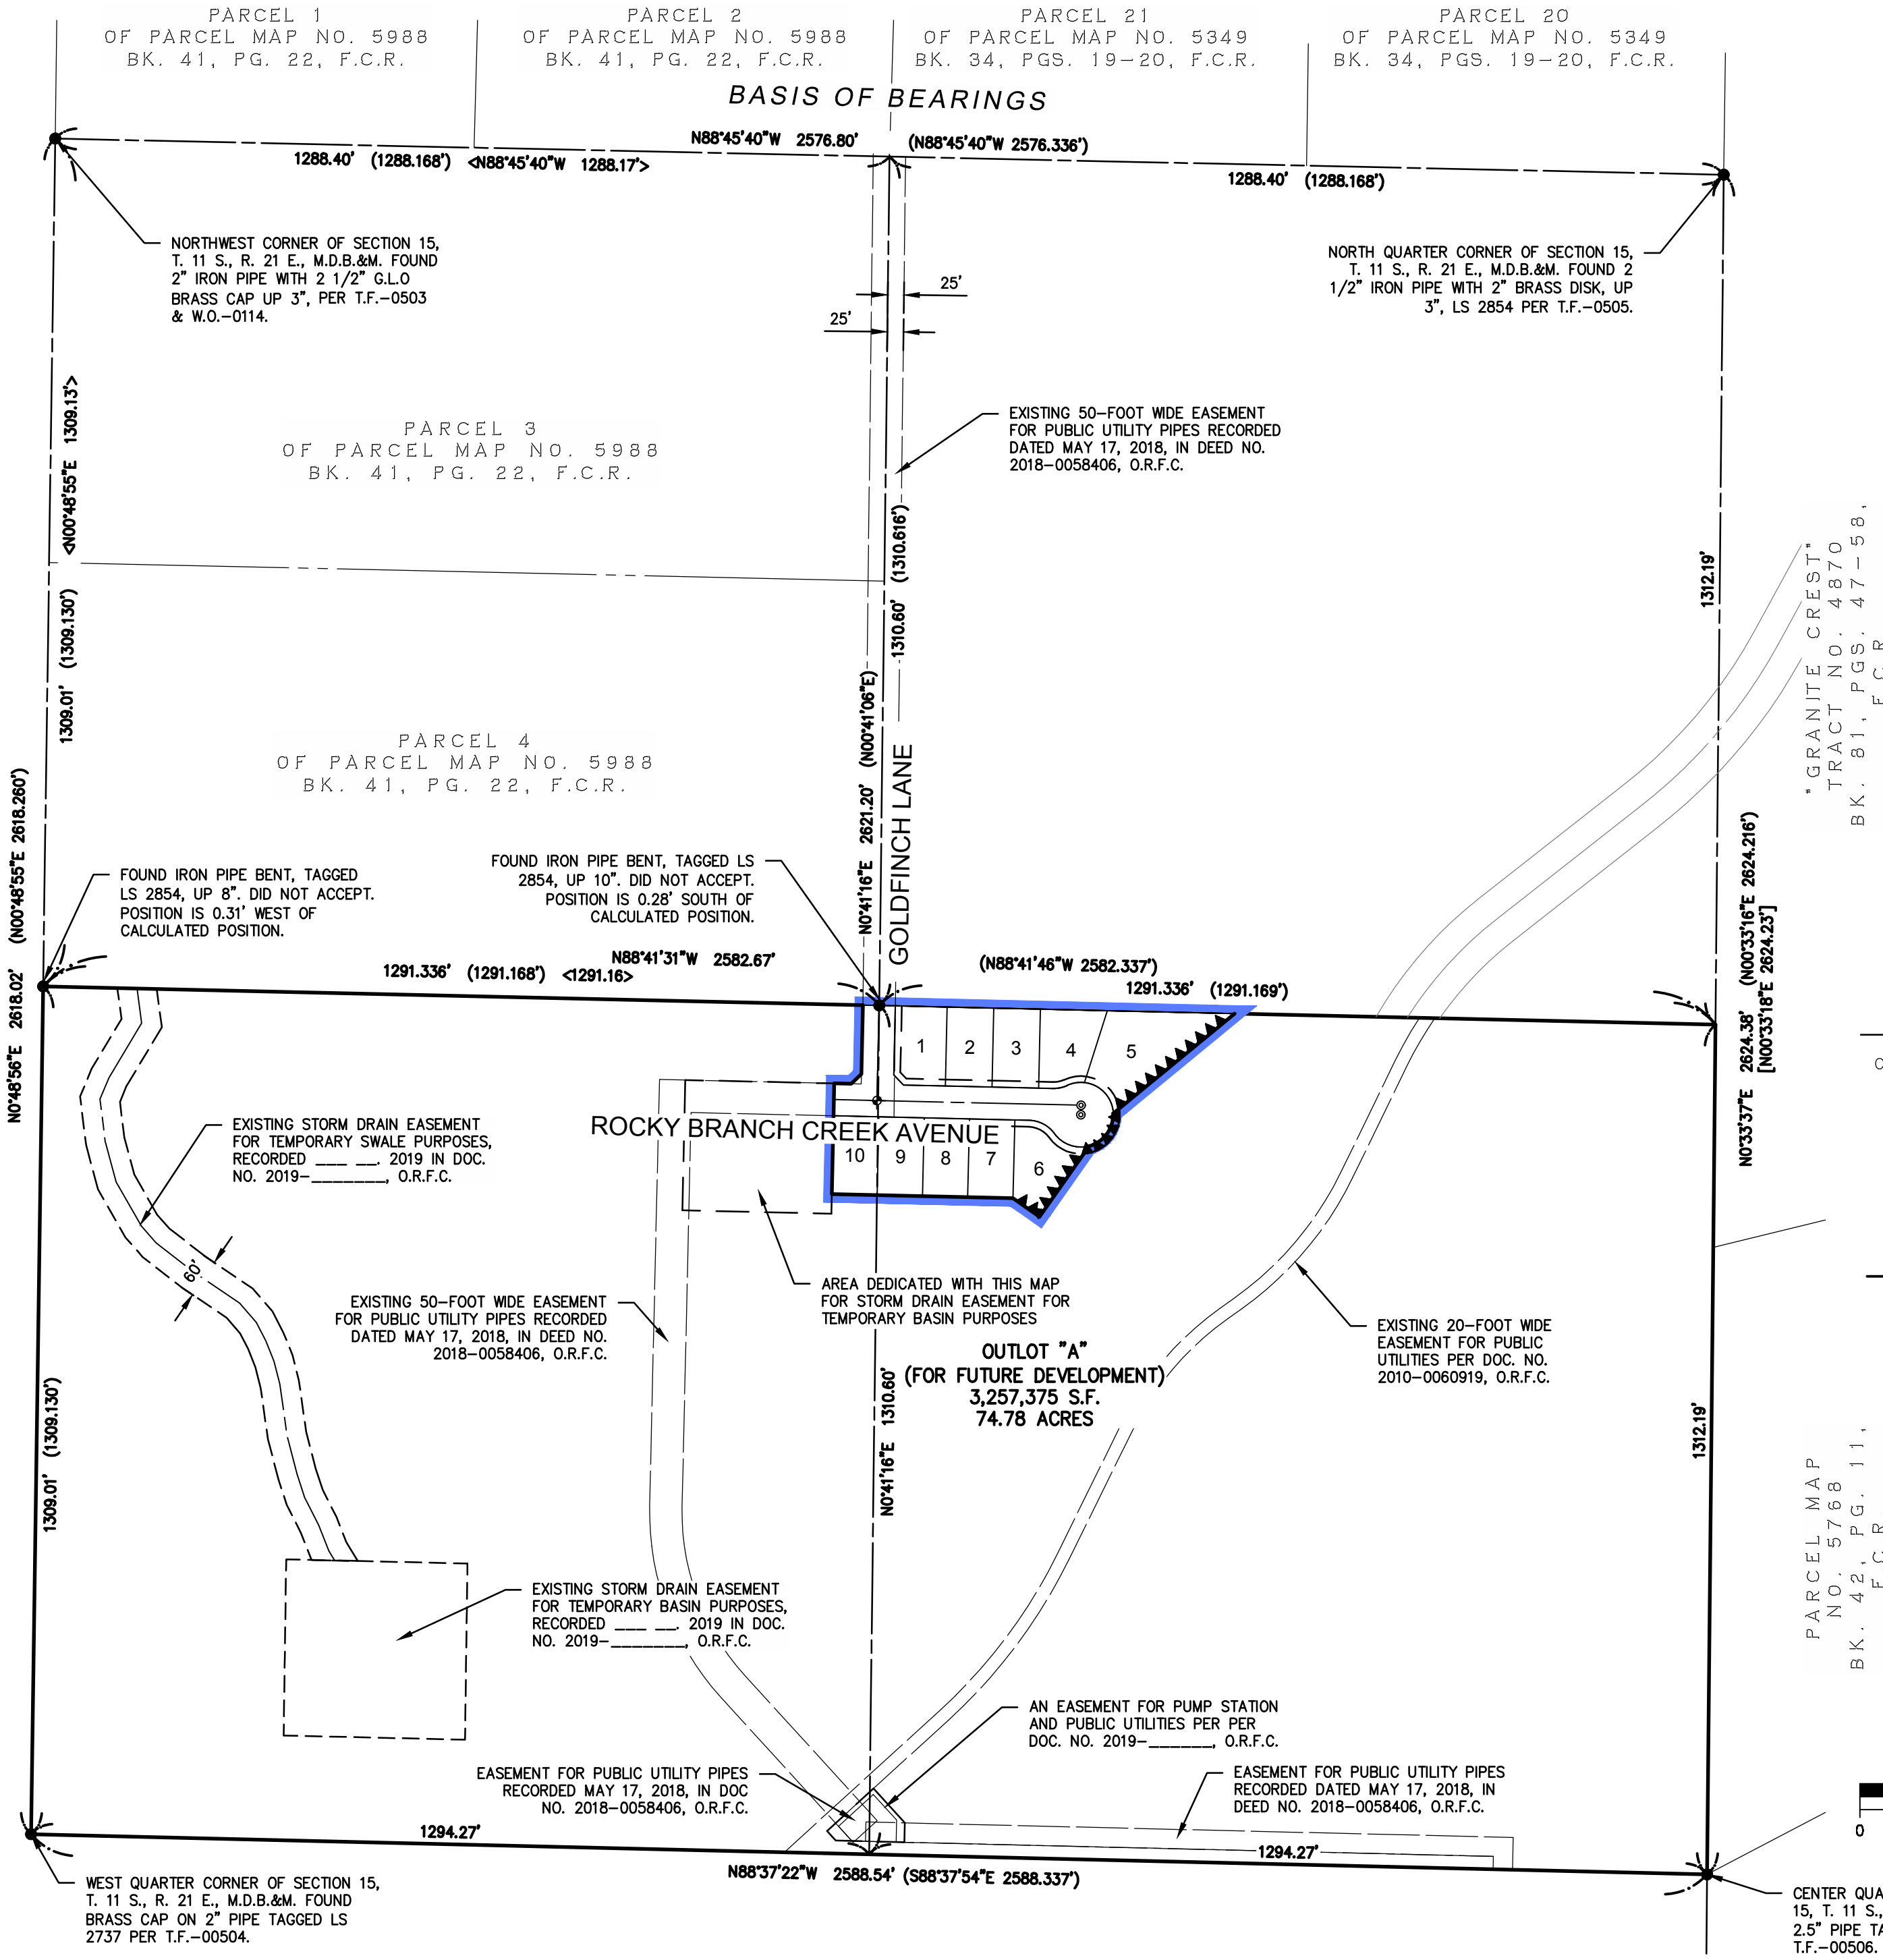 PARCEL 1
OF PARCEL MAP NO. 5988
BK. 41, PG. 22, F.C.R.
PARCEL 2
OF PARCEL MAP NO. 5988
BK. 41, PG. 22, F.C.R.
PARCEL 21
OF PARCEL MAP NO. 5349
BK. 34, PGS. 19-20, F.C.R.
PARCEL 20
OF PARCEL MAP NO. 5349
BK. 34, PGS. 19-20, F.C.R.
BASIS OF BEARINGS
N88°45'40"W 2576.80' (N88°45'40"W 2576.336')
1288.40' (1288.168') <N88°45'40"W 1288.17'>
1288.40' (1288.168')
NORTHWEST CORNER OF SECTION 15,
T. 11 S., R. 21 E., M.D.B.&M. FOUND
2" IRON PIPE WITH 2 1/2" G.L.O
BRASS CAP UP 3", PER T.F.-0503
& W.O.-0114.
NORTH QUARTER CORNER OF SECTION 15,
T. 11 S., R. 21 E., M.D.B.&M. FOUND 2
1/2" IRON PIPE WITH 2" BRASS DISK, UP
3", LS 2854 PER T.F.-0505.
25'
25'
EXISTING 50-FOOT WIDE EASEMENT
FOR PUBLIC UTILITY PIPES RECORDED
DATED MAY 17, 2018, IN DEED NO.
2018-0058406, O.R.F.C.
PARCEL 3
OF PARCEL MAP NO. 5988
BK. 41, PG. 22, F.C.R.
1309.01' (1309.130') <N00°48'55"E 1309.13'>
1310.60' (1310.616')
1312.19'
"GRANITE CREST"
TRACT NO. 4870
BK. 81, PGS. 47-58,
F.C.R.
PARCEL 4
OF PARCEL MAP NO. 5988
BK. 41, PG. 22, F.C.R.
N0°48'56"E 2618.02' (N00°48'55"E 2618.260')
N0°41'16"E 2621.20' (N00°41'06"E)
GOLDFINCH LANE
N0°33'37"E 2624.38' (N00°33'16"E 2624.216')
[N00°33'18"E 2624.23']
FOUND IRON PIPE BENT, TAGGED
LS 2854, UP 8". DID NOT ACCEPT.
POSITION IS 0.31' WEST OF
CALCULATED POSITION.
FOUND IRON PIPE BENT, TAGGED LS
2854, UP 10". DID NOT ACCEPT.
POSITION IS 0.28' SOUTH OF
CALCULATED POSITION.
N88°41'31"W 2582.67'
(N88°41'46"W 2582.337')
1291.336' (1291.168') <1291.16>
1291.336' (1291.169')
1 2 3 4 5
ROCKY BRANCH CREEK AVENUE
10 9 8 7 6
EXISTING STORM DRAIN EASEMENT
FOR TEMPORARY SWALE PURPOSES,
RECORDED ___ __. 2019 IN DOC.
NO. 2019-_______, O.R.F.C.
60'
EXISTING 50-FOOT WIDE EASEMENT
FOR PUBLIC UTILITY PIPES RECORDED
DATED MAY 17, 2018, IN DEED NO.
2018-0058406, O.R.F.C.
AREA DEDICATED WITH THIS MAP
FOR STORM DRAIN EASEMENT FOR
TEMPORARY BASIN PURPOSES
OUTLOT "A"
(FOR FUTURE DEVELOPMENT)
3,257,375 S.F.
74.78 ACRES
EXISTING 20-FOOT WIDE
EASEMENT FOR PUBLIC
UTILITIES PER DOC. NO.
2010-0060919, O.R.F.C.
1309.01' (1309.130')
N0°41'16"E 1310.60'
1312.19'
PARCEL MAP
NO. 5768
BK. 42, PG. 11,
F.C.R.
EXISTING STORM DRAIN EASEMENT
FOR TEMPORARY BASIN PURPOSES,
RECORDED ___ __. 2019 IN DOC.
NO. 2019-_______, O.R.F.C.
AN EASEMENT FOR PUMP STATION
AND PUBLIC UTILITIES PER PER
DOC. NO. 2019-______, O.R.F.C.
EASEMENT FOR PUBLIC UTILITY PIPES
RECORDED MAY 17, 2018, IN DOC
NO. 2018-0058406, O.R.F.C.
EASEMENT FOR PUBLIC UTILITY PIPES
RECORDED DATED MAY 17, 2018, IN
DEED NO. 2018-0058406, O.R.F.C.
0
1294.27'
1294.27'
N88°37'22"W 2588.54' (S88°37'54"E 2588.337')
WEST QUARTER CORNER OF SECTION 15,
T. 11 S., R. 21 E., M.D.B.&M. FOUND
BRASS CAP ON 2" PIPE TAGGED LS
2737 PER T.F.-00504.
CENTER QUA
15, T. 11 S.,
2.5" PIPE TA
T.F.-00506.